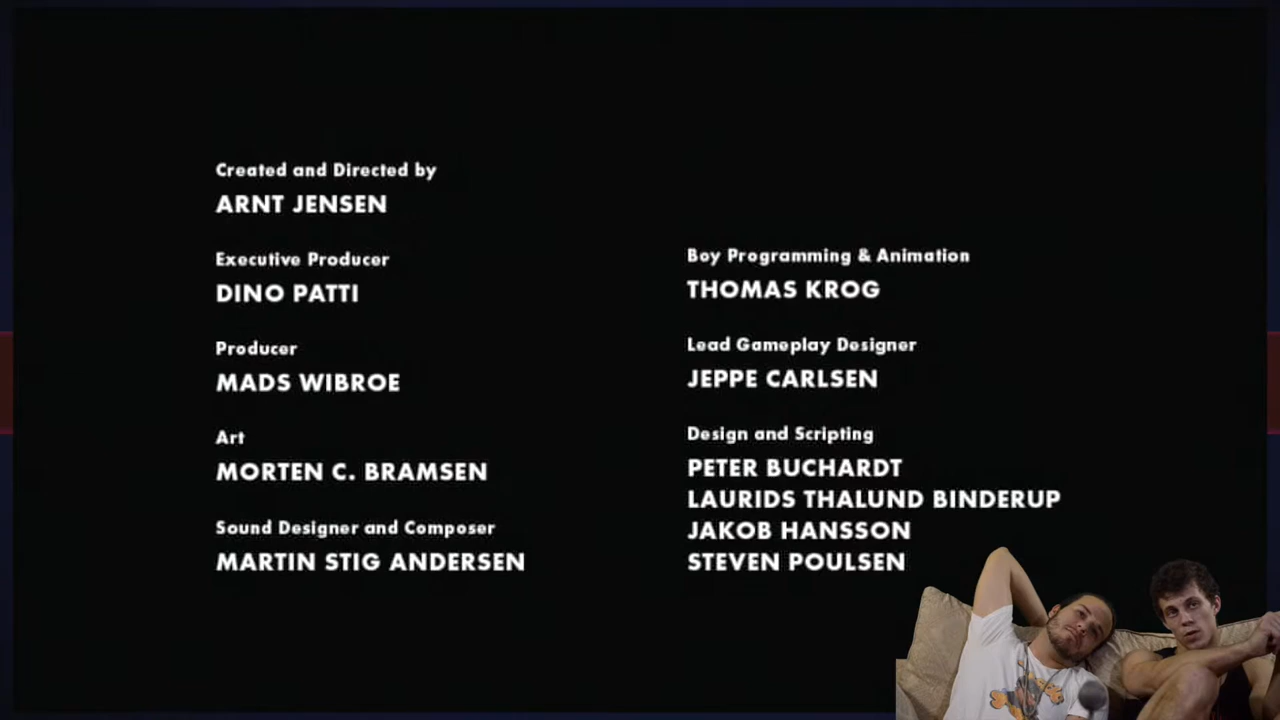 Created and Directed by
ARNT JENSEN
Executive Producer
DINO PATTI
Producer
MADS WIBROE
Art
MORTEN C. BRAMSEN
Sound Designer and Composer
MARTIN STIG ANDERSEN
Boy Programming & Animation
THOMAS KROG
Lead Gameplay Designer
JEPPE CARLSEN
Design and Scripting
PETER BUCHARDT
LAURIDS THALUND BINDERUP
JAKOB HANSSON
STEVEN POULSEN